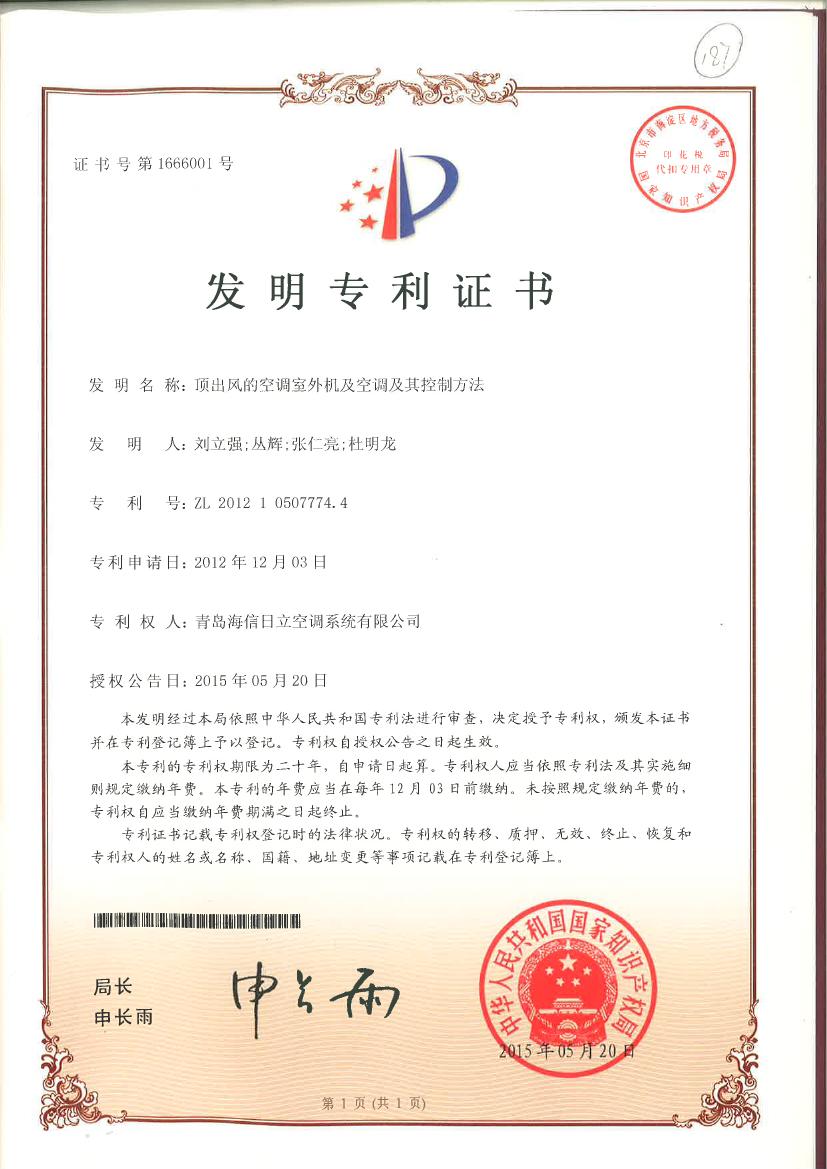 127
证书号第1666001号
北京市海淀区地方税务局
印花税
代扣专用章
国家知识产权局
发明专利证书
发明名称：顶出风的空调室外机及空调及其控制方法
发明人：刘立强;丛辉;张仁亮;杜明龙
专利号：ZL 2012 1 0507774.4
专利申请日：2012年12月03日
专利权人：青岛海信日立空调系统有限公司
授权公告日：2015年05月20日
本发明经过本局依照中华人民共和国专利法进行审查，决定授予专利权，颁发本证书
并在专利登记簿上予以登记。专利权自授权公告之日起生效。
本专利的专利权期限为二十年，自申请日起算。专利权人应当依照专利法及其实施细
则规定缴纳年费。本专利的年费应当在每年12月03日前缴纳。未按照规定缴纳年费的，
专利权自应当缴纳年费期满之日起终止。
专利证书记载专利权登记时的法律状况。专利权的转移、质押、无效、终止、恢复和
专利权人的姓名或名称、国籍、地址变更等事项记载在专利登记簿上。
局长
申长雨
申长雨
中华人民共和国国家知识产权局
2015年05月20日
第1页(共1页)